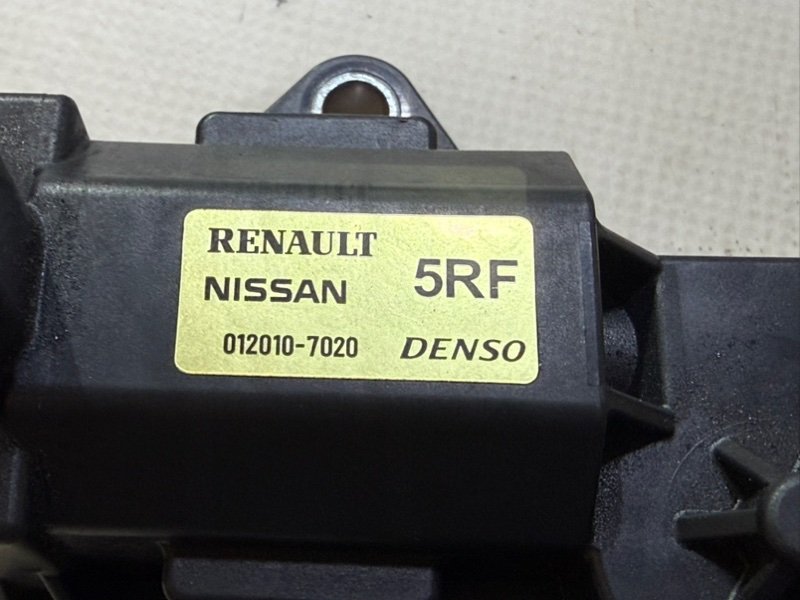 RENAULT
NISSAN 5RF
012010-7020 DENSO